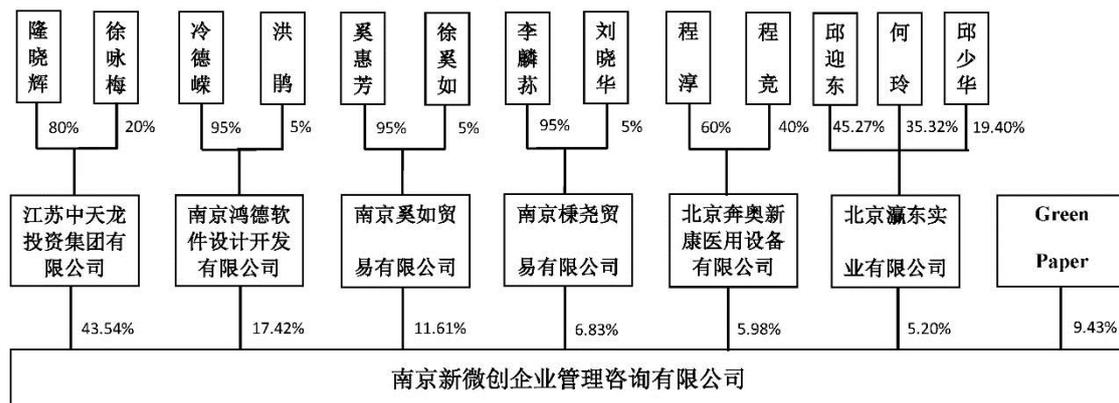 隆晓辉
徐咏梅
冷德嵘
洪鹃
奚惠芳
徐奚如
李麟荪
刘晓华
程淳
程竞
邱迎东
何玲
邱少华
80%
20%
95%
5%
95%
5%
95%
5%
60%
40%
45.27%
35.32%
19.40%
江苏中天龙
投资集团有
限公司
南京鸿德软
件设计开发
有限公司
南京奚如贸
易有限公司
南京棅尧贸
易有限公司
北京奔奥新
康医用设备
有限公司
北京瀛东实
业有限公司
Green
Paper
43.54%
17.42%
11.61%
6.83%
5.98%
5.20%
9.43%
南京新微创企业管理咨询有限公司